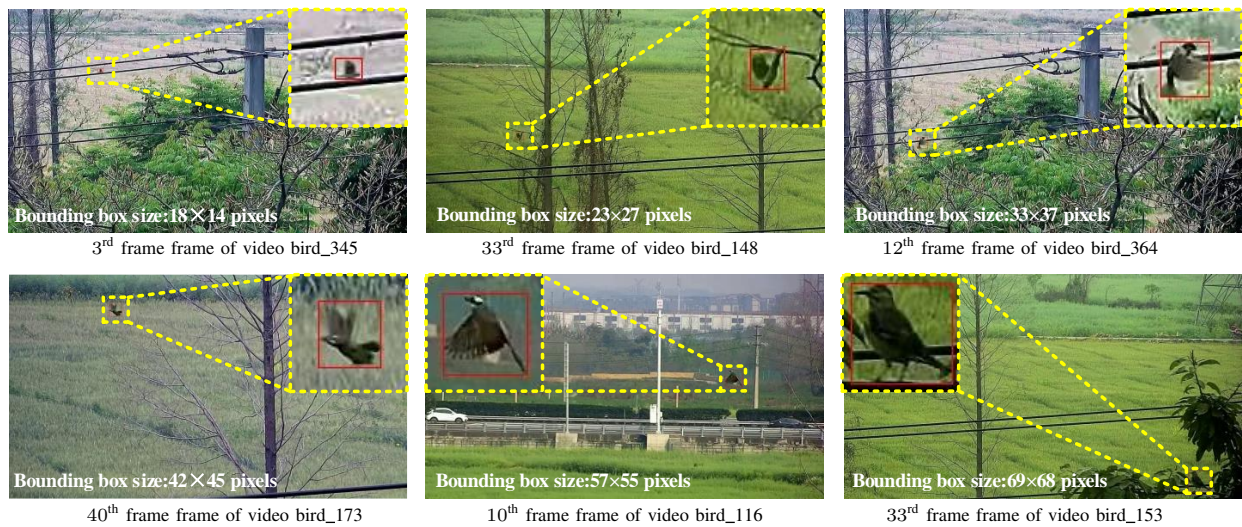 Bounding box size:18×14 pixels
Bounding box size:23×27 pixels
Bounding box size:33×37 pixels
3rd frame frame of video bird_345
33rd frame frame of video bird_148
12th frame frame of video bird_364
Bounding box size:42×45 pixels
Bounding box size:57×55 pixels
Bounding box size:69×68 pixels
40th frame frame of video bird_173
10th frame frame of video bird_116
33rd frame frame of video bird_153